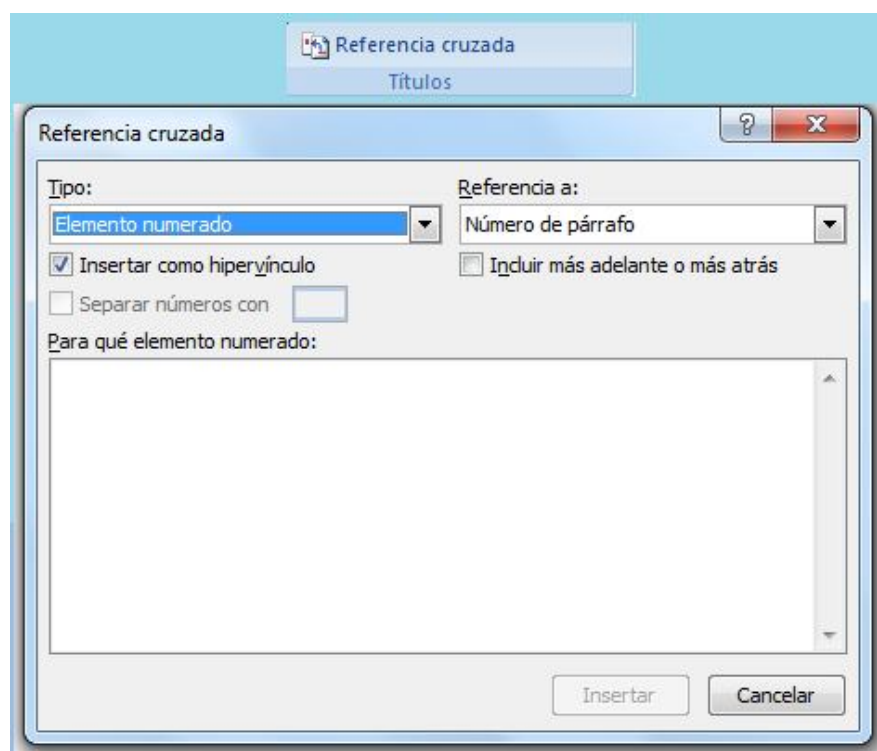 Referencia cruzada
Títulos
Referencia cruzada
Tipo: Referencia a:
Elemento numerado Número de párrafo
Insertar como hipervínculo Incluir más adelante o más atrás
Separar números con
Para qué elemento numerado:
Insertar Cancelar